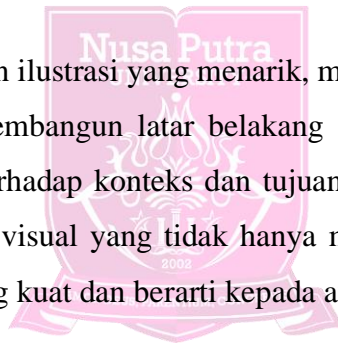 Nusa Putra
UNIVERSITY
n ilustrasi yang menarik, m
embangun latar belakang
rhadap konteks dan tujuan
visual yang tidak hanya m
2002
g kuat dan berarti kepada a